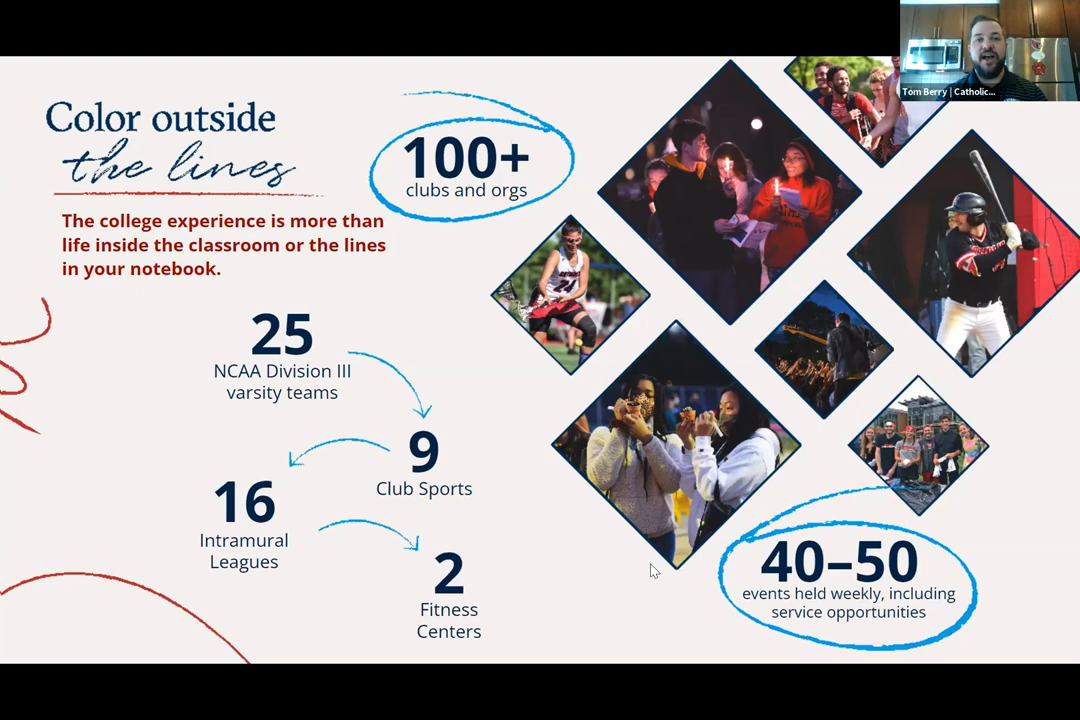 Tom Berry | Catholic...
Color outside
the lines
The college experience is more than
life inside the classroom or the lines
in your notebook.
100+
clubs and orgs
25
NCAA Division III
varsity teams
9
Club Sports
16
Intramural
Leagues
2
Fitness
Centers
24
40–50
events held weekly, including
service opportunities